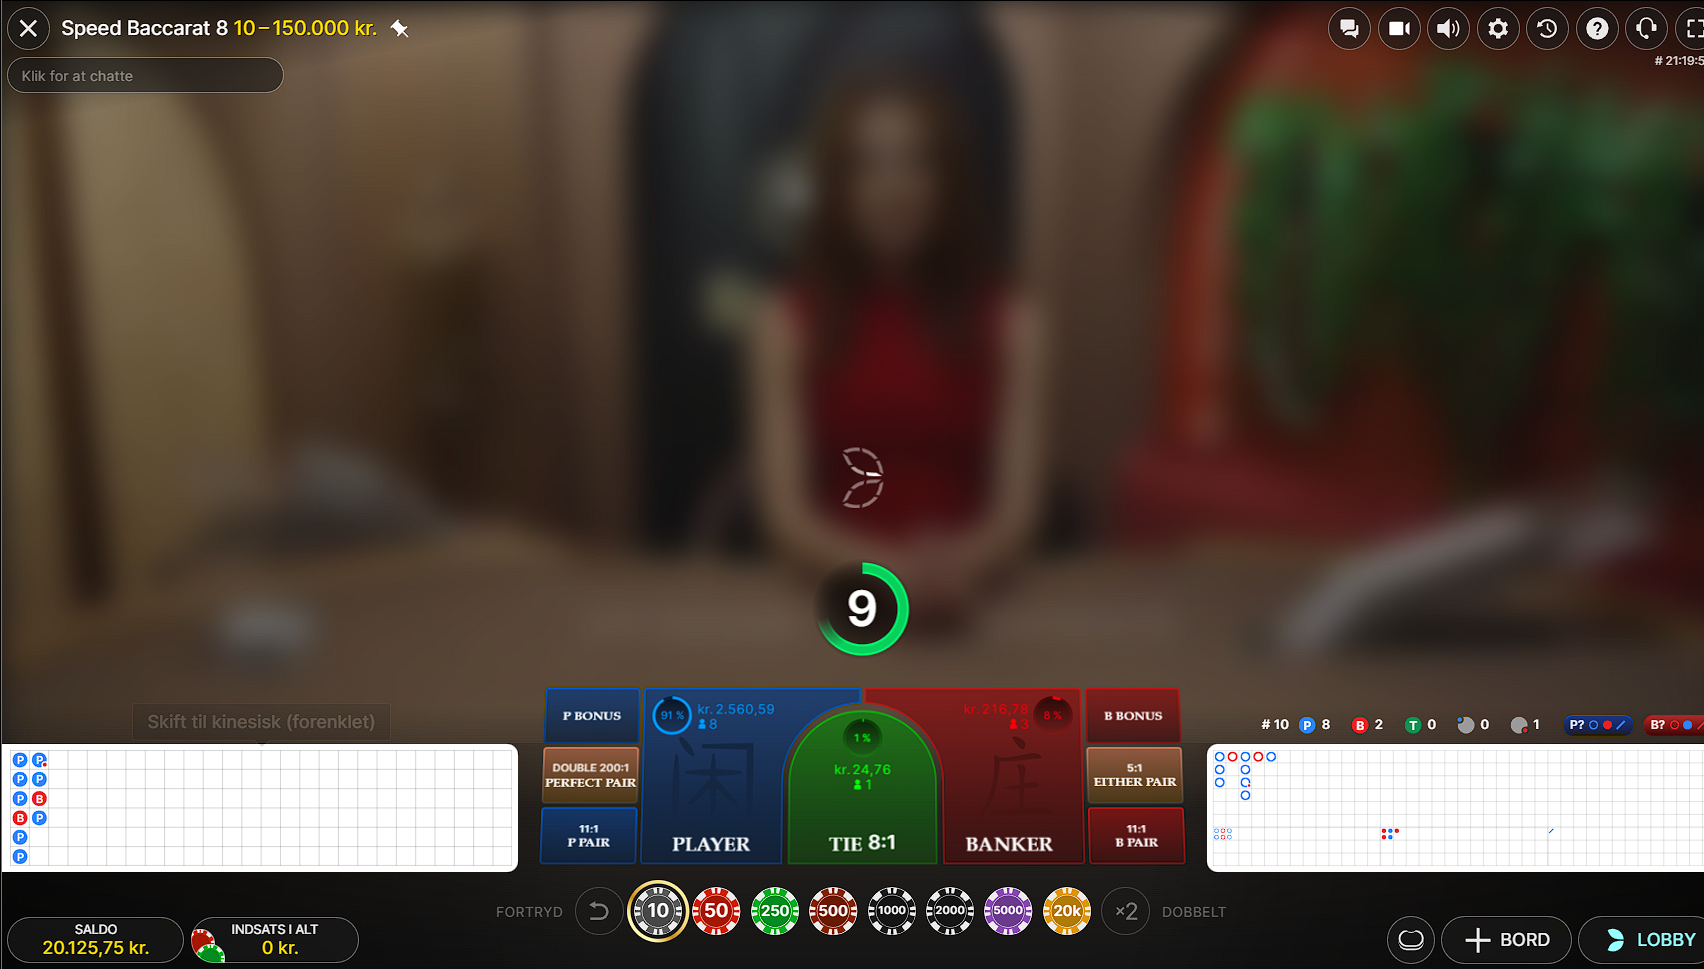 Speed Baccarat 8 10–150.000 kr.
Klik for at chatte
# 21:19:5
9
Skift til kinesisk (forenklet)
P BONUS
91 %
kr. 2.560,59
8
kr. 216,78
3
8 %
B BONUS
1 %
kr. 24,76
1
DOUBLE 200:1
PERFECT PAIR
闲
庄
5:1
EITHER PAIR
11:1
P PAIR
PLAYER
TIE 8:1
BANKER
11:1
B PAIR
# 10 P 8 B 2 T 0 0 1 P? B?
P P
P P
P B
B P
P
P
FORTRYD
10 50 250 500 1000 2000 5000 20k ×2
DOBBELT
SALDO
20.125,75 kr.
INDSATS I ALT
0 kr.
BORD
LOBBY